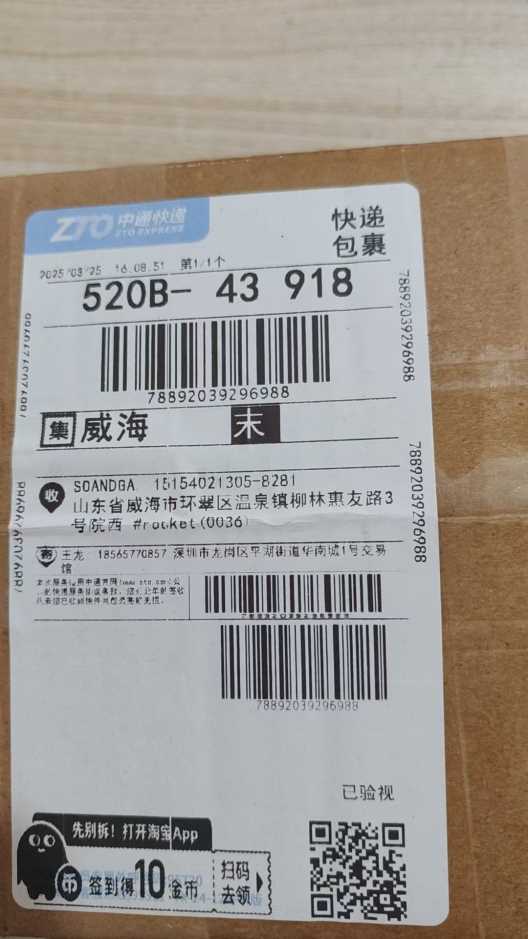 ZTO 中通快递
ZTO EXPRESS
快递
包裹
2025/03/25 16:08:31 第1/1个
520B- 43 918
78892039296988
78892039296988
集 威海 末
收 SOANDGA 15154021305-8281
山东省威海市环翠区温泉镇柳林惠友路3
号院西 #rocket(0036)
78892039296988
寄 王龙 18565770857 深圳市龙岗区平湖街道华南城1号交易
馆
78892039296988
已验视
先别拆！打开淘宝App
币 签到得10金币
扫码
去领